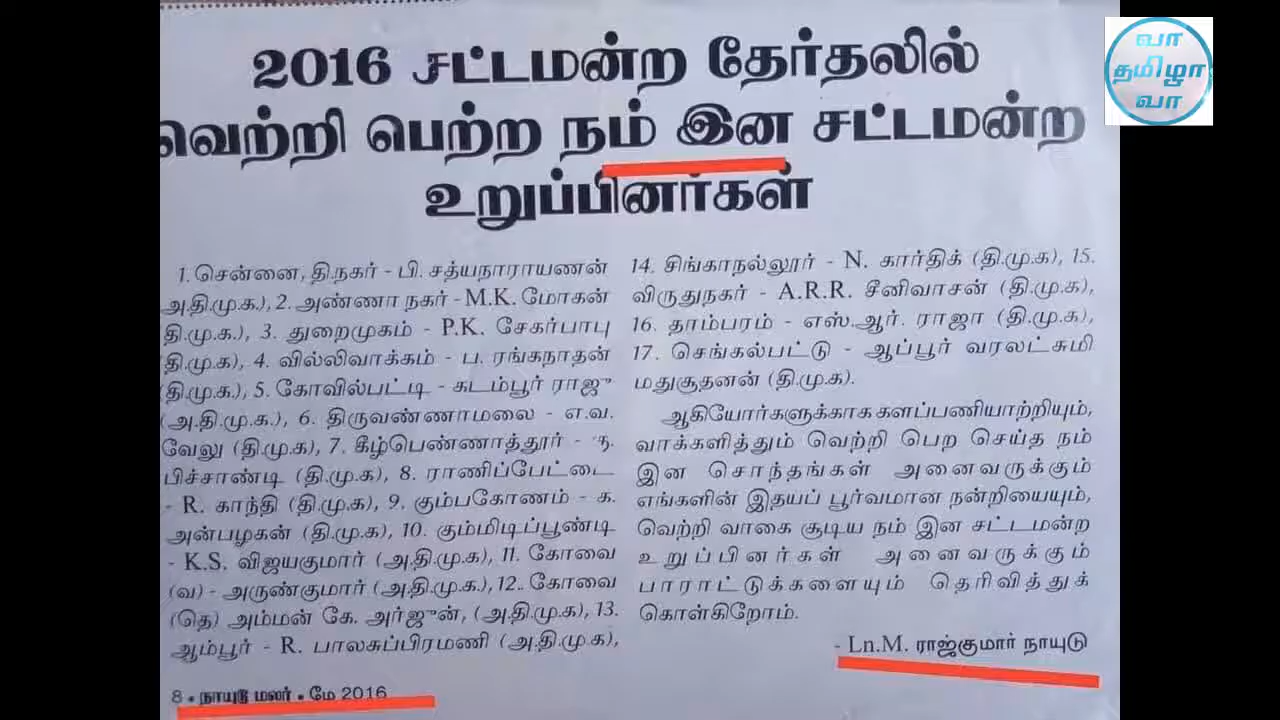 2016 சட்டமன்ற தேர்தலில்
வெற்றி பெற்ற நம் இன சட்டமன்ற
உறுப்பினர்கள்
1. சென்னை, தி.நகர் - பி. சத்யநாராயணன்
அ.தி.மு.க.), 2. அண்ணா நகர் - M.K. மோகன்
தி.மு.க.), 3. துறைமுகம் - P.K. சேகர்பாபு
(தி.மு.க), 4. வில்லிவாக்கம் - ப. ரங்கநாதன்
(தி.மு.க.), 5. கோவில்பட்டி - கடம்பூர் ராஜு
(அ.தி.மு.க.), 6. திருவண்ணாமலை - எ.வ.
வேலு (தி.மு.க), 7. கீழ்பெண்ணாத்தூர் -
பிச்சாண்டி (தி.மு.க), 8. ராணிப்பேட்டை
- R. காந்தி (தி.மு.க), 9. கும்பகோணம் - க.
அன்பழகன் (தி.மு.க), 10. கும்மிடிப்பூண்டி
- K.S. விஜயகுமார் (அ.தி.மு.க), 11. கோவை
(வ) - அருண்குமார் (அ.தி.மு.க.), 12.. கோவை
(தெ) அம்மன் கே. அர்ஜுன், (அ.தி.மு.க), 13.
ஆம்பூர் - R. பாலசுப்பிரமணி (அ.தி.மு.க),
14. சிங்காநல்லூர் - N. கார்திக் (தி.மு.க), 15.
விருதுநகர் - A.R.R. சீனிவாசன் (தி.மு.க),
16. தாம்பரம் - எஸ்.ஆர். ராஜா (தி.மு.க),
17. செங்கல்பட்டு - ஆப்பூர் வரலட்சுமி
மதுசூதனன் (தி.மு.க).
ஆகியோர்களுக்காக களப்பணியாற்றியும்,
வாக்களித்தும் வெற்றி பெற செய்த நம்
இன சொந்தங்கள் அனைவருக்கும்
எங்களின் இதயப் பூர்வமான நன்றியையும்,
வெற்றி வாகை சூடிய நம் இன சட்டமன்ற
உறுப்பினர்கள் அனைவருக்கும்
பாராட்டுக்களையும் தெரிவித்துக்
கொள்கிறோம்.
- Ln.M. ராஜ்குமார் நாயுடு
8 • நாயுடு மலர் • மே 2016
வா
தமிழா
வா